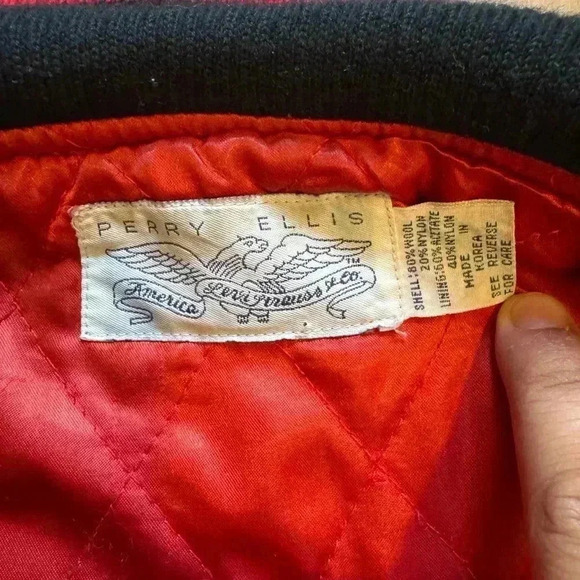 PERRY ELLIS
TM
America Levi Strauss & Co.
SHELL:80% WOOL
20% NYLON
LINING:60% ACETATE
40% NYLON
MADE IN
KOREA
SEE REVERSE
FOR CARE